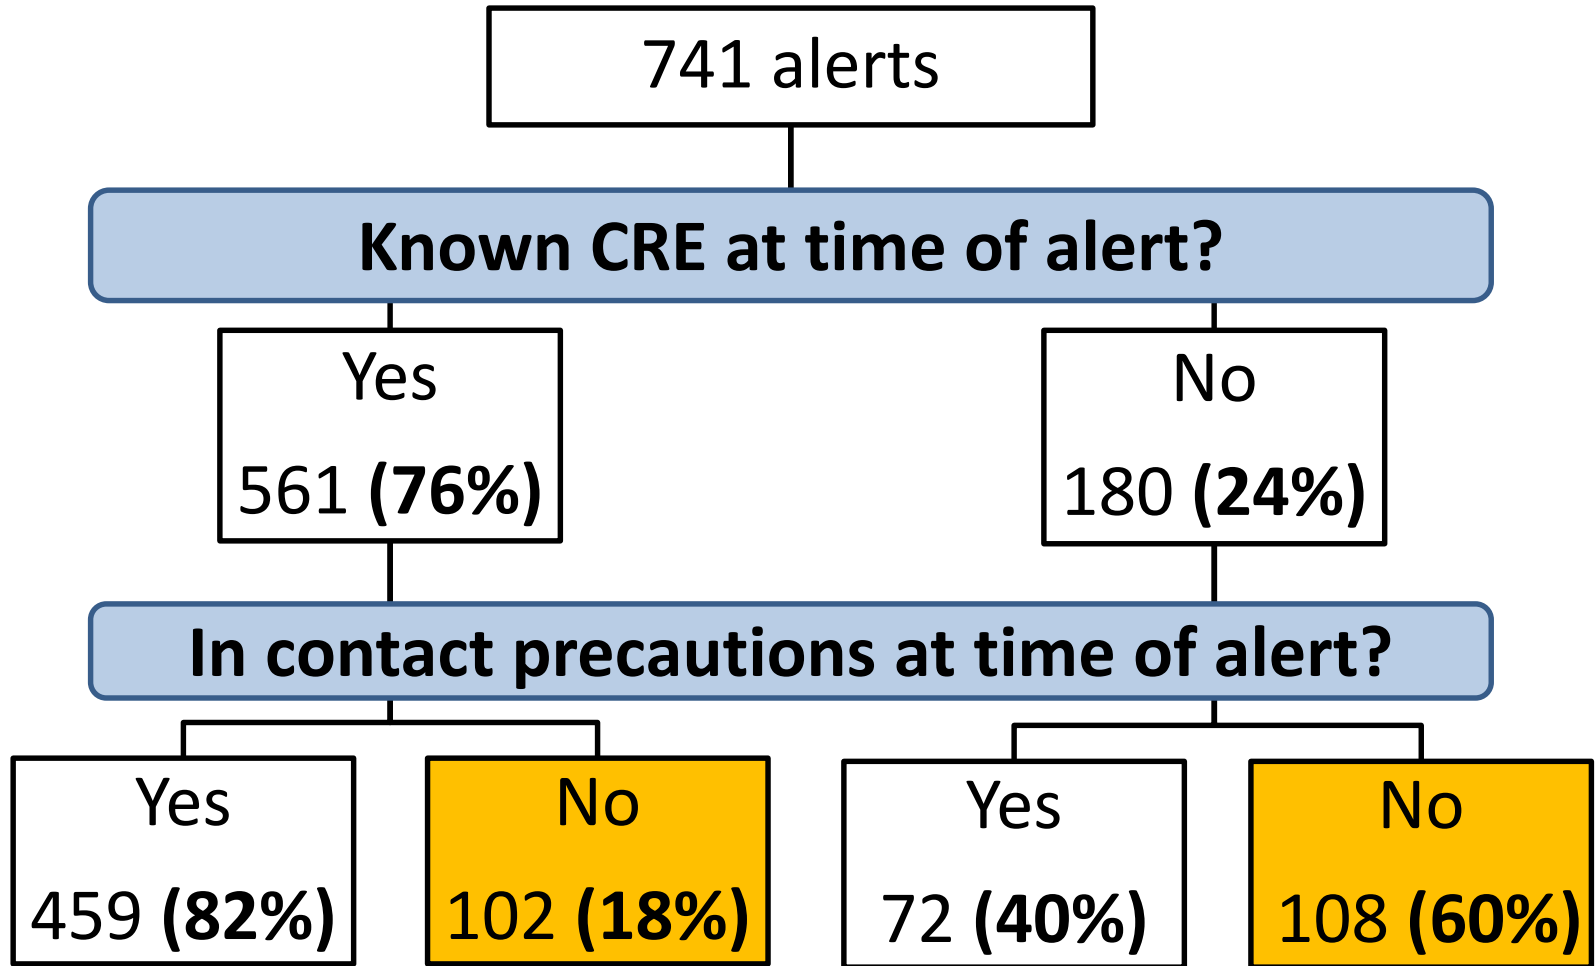 741 alerts
Known CRE at time of alert?
Yes
561 (76%)
No
180 (24%)
In contact precautions at time of alert?
Yes
459 (82%)
No
102 (18%)
Yes
72 (40%)
No
108 (60%)